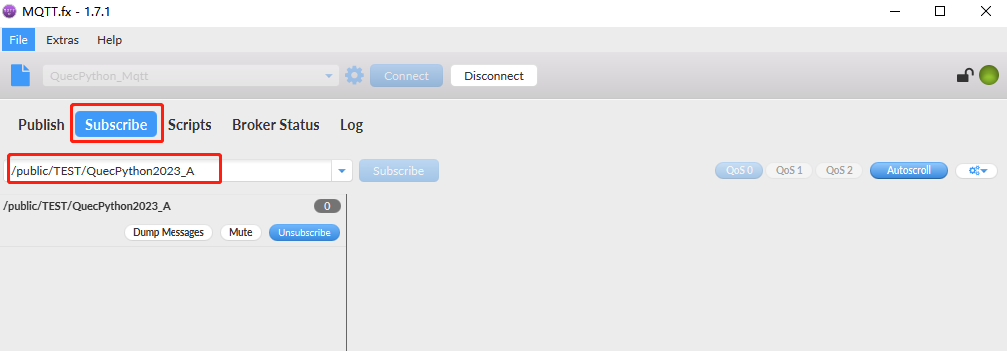 MQTT.fx - 1.7.1
File Extras Help
QuecPython_Mqtt Connect Disconnect
Publish Subscribe Scripts Broker Status Log
/public/TEST/QuecPython2023_A Subscribe QoS 0 QoS 1 QoS 2 Autoscroll
/public/TEST/QuecPython2023_A 0
Dump Messages Mute Unsubscribe